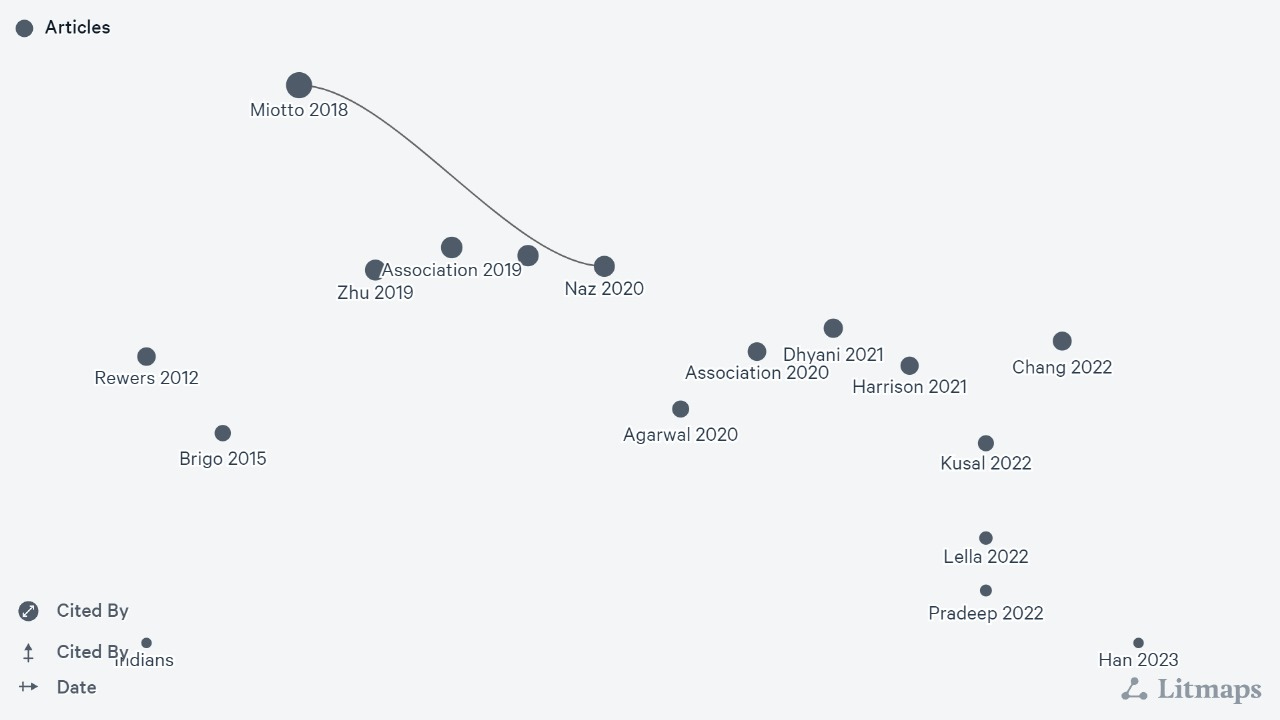 Articles
Miotto 2018
Association 2019
Zhu 2019
Naz 2020
Dhyani 2021
Association 2020
Chang 2022
Rewers 2012
Harrison 2021
Agarwal 2020
Brigo 2015
Kusal 2022
Lella 2022
Pradeep 2022
Cited By
Cited By
Indians
Han 2023
Date
Litmaps